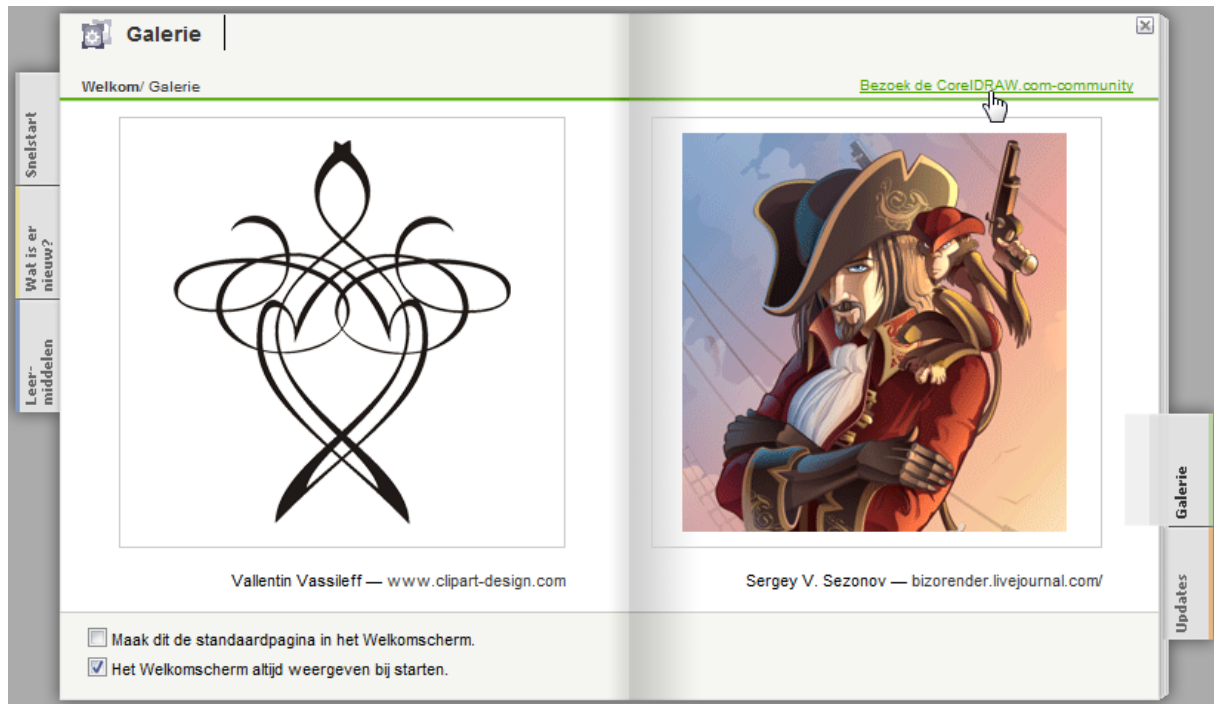 Galerie
Welkom/ Galerie
Bezoek de CorelDRAW.com-community
Snelstart
Wat is er
nieuw?
Leer-
middelen
Vallentin Vassileff — www.clipart-design.com
Sergey V. Sezonov — bizorender.livejournal.com/
Galerie
Updates
Maak dit de standaardpagina in het Welkomscherm.
Het Welkomscherm altijd weergeven bij starten.